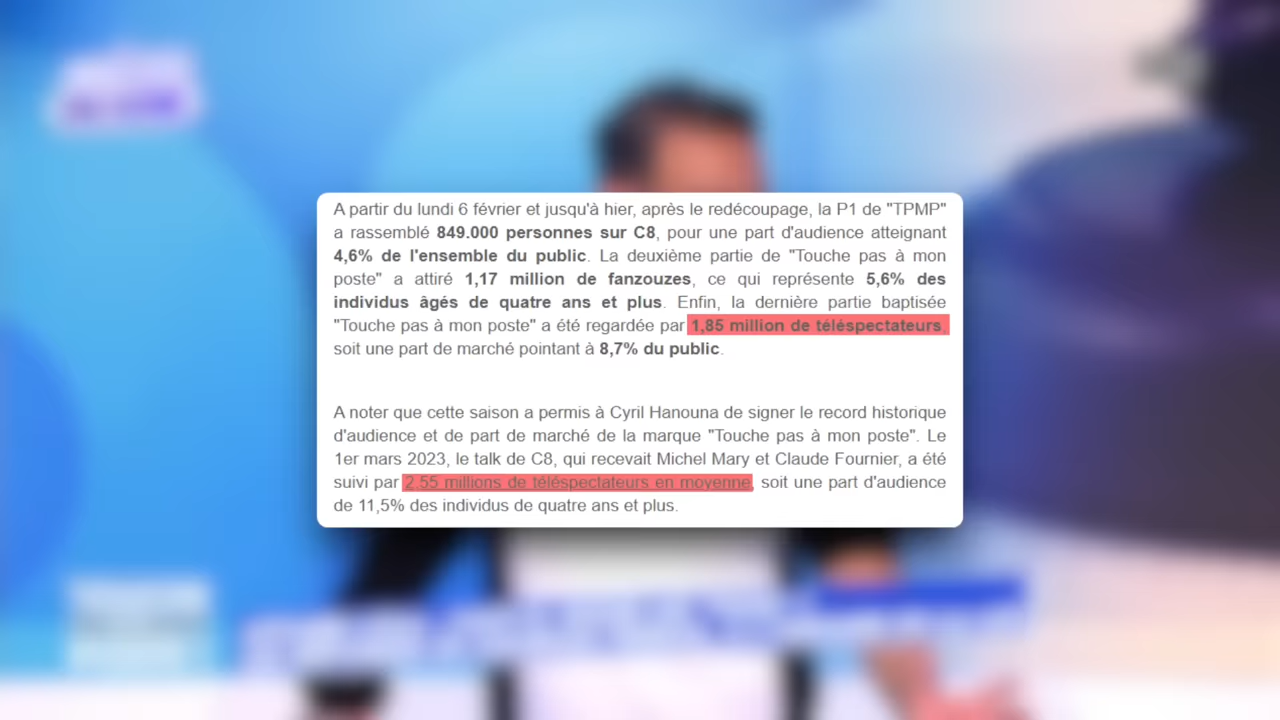 A partir du lundi 6 février et jusqu'à hier, après le redécoupage, la P1 de "TPMP"
a rassemblé 849.000 personnes sur C8, pour une part d'audience atteignant
4,6% de l'ensemble du public. La deuxième partie de "Touche pas à mon
poste" a attiré 1,17 million de fanzouzes, ce qui représente 5,6% des
individus âgés de quatre ans et plus. Enfin, la dernière partie baptisée
"Touche pas à mon poste" a été regardée par 1,85 million de téléspectateurs,
soit une part de marché pointant à 8,7% du public.
A noter que cette saison a permis à Cyril Hanouna de signer le record historique
d'audience et de part de marché de la marque "Touche pas à mon poste". Le
1er mars 2023, le talk de C8, qui recevait Michel Mary et Claude Fournier, a été
suivi par 2,55 millions de téléspectateurs en moyenne, soit une part d'audience
de 11,5% des individus de quatre ans et plus.